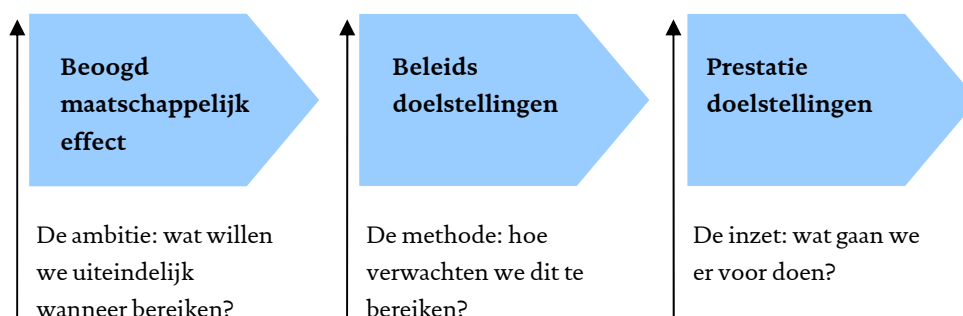 Beoogd
maatschappelijk
effect
De ambitie: wat willen
we uiteindelijk
wanneer bereiken?
Beleids
doelstellingen
De methode: hoe
verwachten we dit te
bereiken?
Prestatie
doelstellingen
De inzet: wat gaan we
er voor doen?